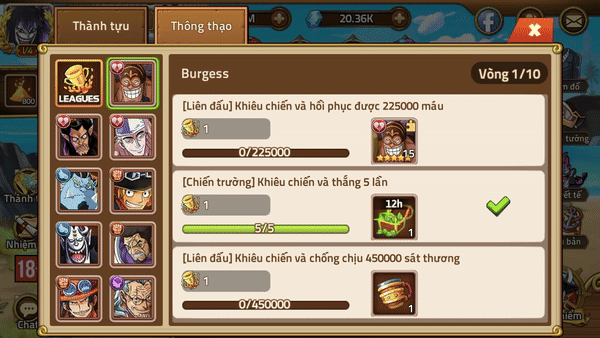 Thành tựu
Thông thạo
20.36K
LEAGUES
Burgess
Vòng 1/10
[Liên đấu] Khiêu chiến và hồi phục được 225000 máu
1
0/225000
15
[Chiến trường] Khiêu chiến và thắng 5 lần
1
5/5
12h
1
[Liên đấu] Khiêu chiến và chống chịu 450000 sát thương
1
0/450000
1
800
Nhiệm
18
Chat